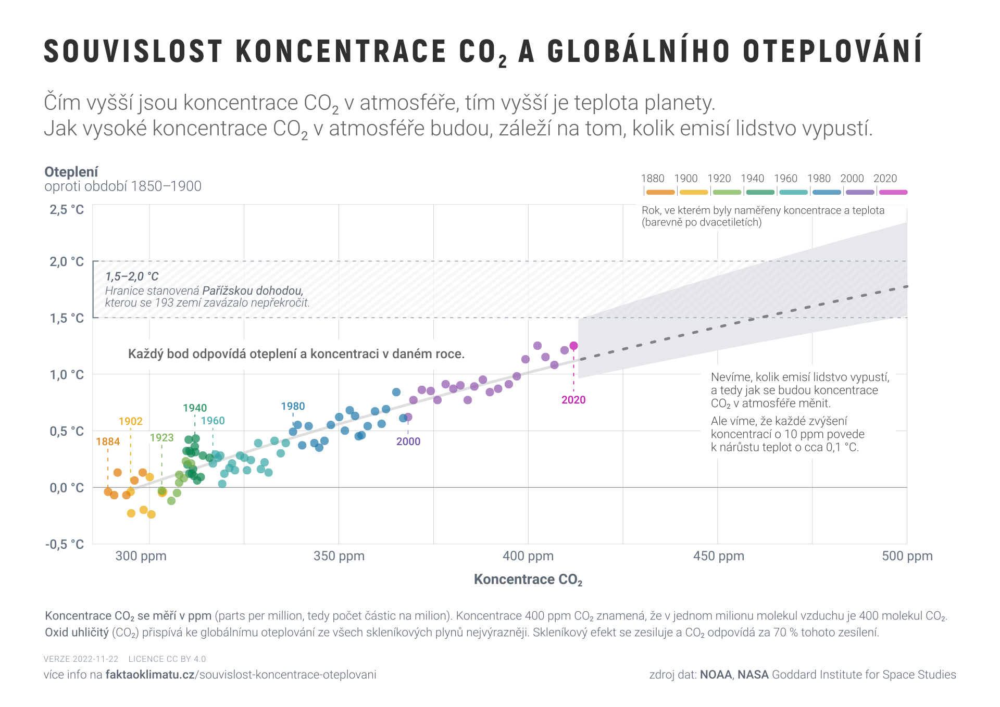 SOUVISLOST KONCENTRACE CO₂ A GLOBÁLNÍHO OTEPLOVÁNÍ
Čím vyšší jsou koncentrace CO₂ v atmosféře, tím vyšší je teplota planety.
Jak vysoké koncentrace CO₂ v atmosféře budou, záleží na tom, kolik emisí lidstvo vypustí.
Oteplení
oproti období 1850–1900
1880 1900 1920 1940 1960 1980 2000 2020
Rok, ve kterém byly naměřeny koncentrace a teplota
(barevně po dvacetiletích)
2,5 °C
2,0 °C
1,5–2,0 °C
Hranice stanovená Pařížskou dohodou,
kterou se 193 zemí zavázalo nepřekročit.
1,5 °C
Každý bod odpovídá oteplení a koncentraci v daném roce.
1,0 °C
Nevíme, kolik emisí lidstvo vypustí,
a tedy jak se budou koncentrace
CO₂ v atmosféře měnit.
Ale víme, že každé zvýšení
koncentrací o 10 ppm povede
k nárůstu teplot o cca 0,1 °C.
2020
1980
1940
1960
1902
1923
1884
2000
0,5 °C
0,0 °C
-0,5 °C
300 ppm 350 ppm 400 ppm 450 ppm 500 ppm
Koncentrace CO₂
Koncentrace CO₂ se měří v ppm (parts per million, tedy počet částic na milion). Koncentrace 400 ppm CO₂ znamená, že v jednom milionu molekul vzduchu je 400 molekul CO₂.
Oxid uhličitý (CO₂) přispívá ke globálnímu oteplování ze všech skleníkových plynů nejvýrazněji. Skleníkový efekt se zesiluje a CO₂ odpovídá za 70 % tohoto zesílení.
VERZE 2022-11-22 LICENCE CC BY 4.0
více info na faktaoklimatu.cz/souvislost-koncentrace-oteplovani
zdroj dat: NOAA, NASA Goddard Institute for Space Studies